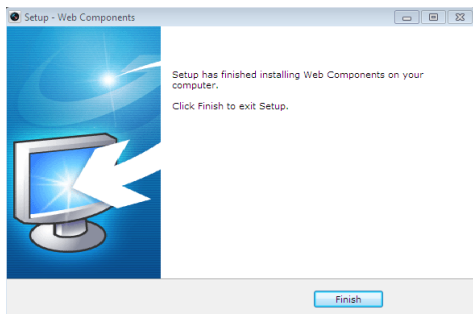 Setup - Web Components
Setup has finished installing Web Components on your
computer.
Click Finish to exit Setup.
Finish